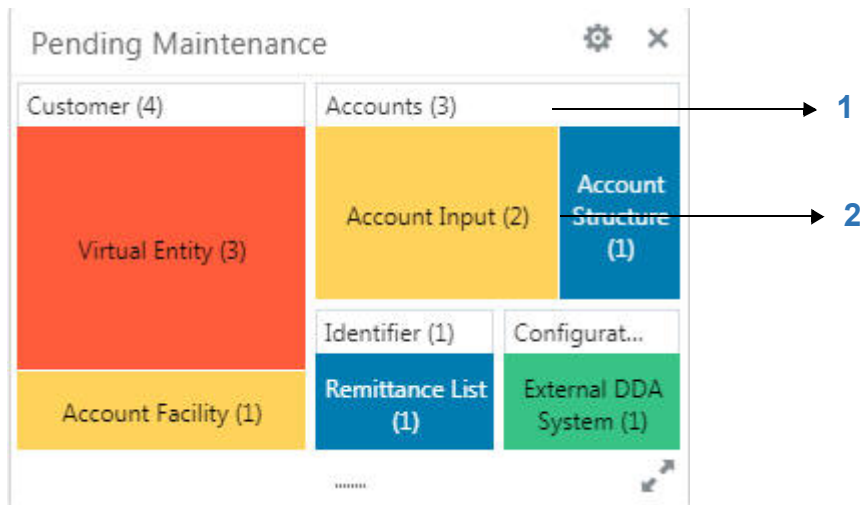 Pending Maintenance
Customer (4)
Accounts (3)
1
Virtual Entity (3)
Account Input (2)
Account
Structure
(1)
2
Account Facility (1)
Identifier (1)
Configurat...
Remittance List
(1)
External DDA
System (1)